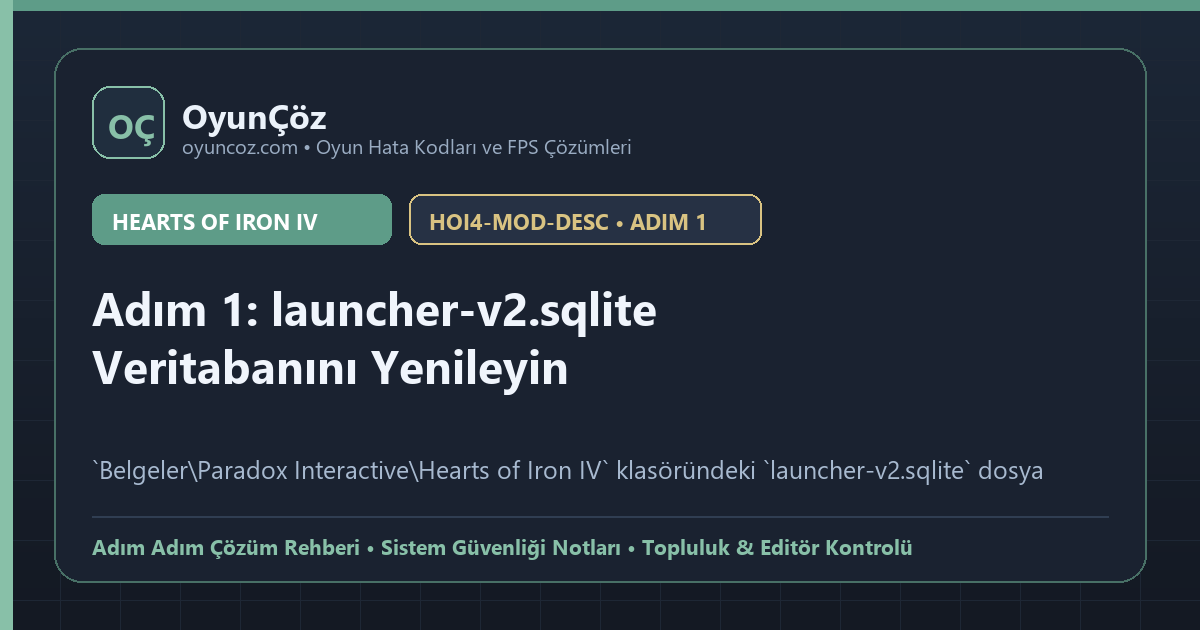 OÇ
OyunÇöz
oyuncoz.com • Oyun Hata Kodları ve FPS Çözümleri
HEARTS OF IRON IV
HOI4-MOD-DESC • ADIM 1
Adım 1: launcher-v2.sqlite
Veritabanını Yenileyin
`Belgeler\Paradox Interactive\Hearts of Iron IV` klasöründeki `launcher-v2.sqlite` dosya
Adım Adım Çözüm Rehberi • Sistem Güvenliği Notları • Topluluk & Editör Kontrolü